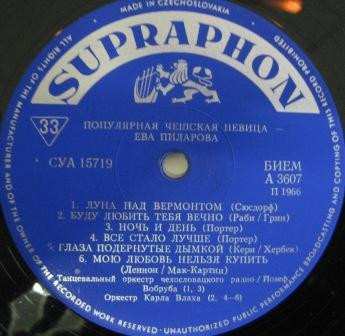 MADE IN CZECHOSLOVAKIA
ALL RIGHTS OF THE MANUFACTURER AND OF THE OWNER OF THE RECORDED WORK RESERVED · UNAUTHORIZED PUBLIC PERFORMANCE BROADCASTING AND COPYING OF THIS RECORD PROHIBITED
SUPRAPHON
33
ПОПУЛЯРНАЯ ЧЕШСКАЯ ПЕВИЦА -
ЕВА ПИЛАРОВА
СУА 15719
БИЕМ
А 3607
П 1966
1. ЛУНА НАД ВЕРМОНТОМ (Сюсдорф)
2. БУДУ ЛЮБИТЬ ТЕБЯ ВЕЧНО (Раби / Грин)
3. НОЧЬ И ДЕНЬ (Портер)
4. ВСЕ СТАЛО ЛУЧШЕ (Портер)
ГЛАЗА ПОДЕРНУТЫЕ ДЫМКОЙ (Керн / Хербек)
6. МОЮ ЛЮБОВЬ НЕЛЬЗЯ КУПИТЬ
(Леннон / Мак-Картни)
Танцевальный оркестр чехословацкого радио / Иозеф
Вобруба (1, 3)
Оркестр Карла Влаха (2, 4-6)